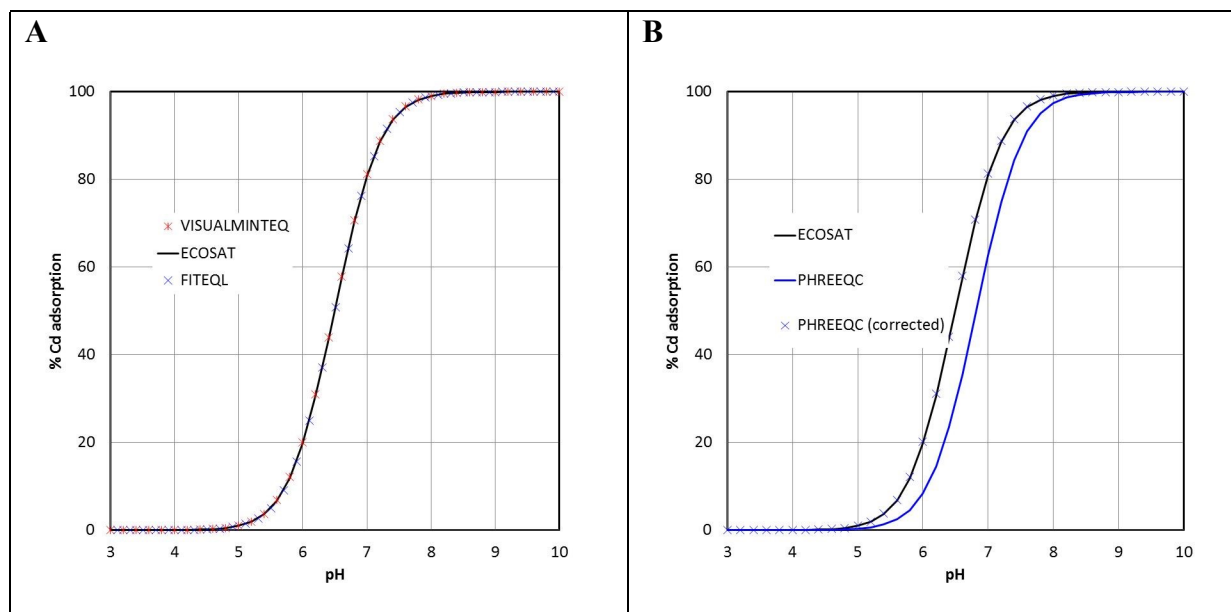 A
100
80
60
40
20
0
% Cd adsorption
VISUALMINTEQ
ECOSAT
FITEQL
3 4 5 6 7 8 9 10
pH
B
100
80
60
40
20
0
% Cd adsorption
ECOSAT
PHREEQC
PHREEQC (corrected)
3 4 5 6 7 8 9 10
pH